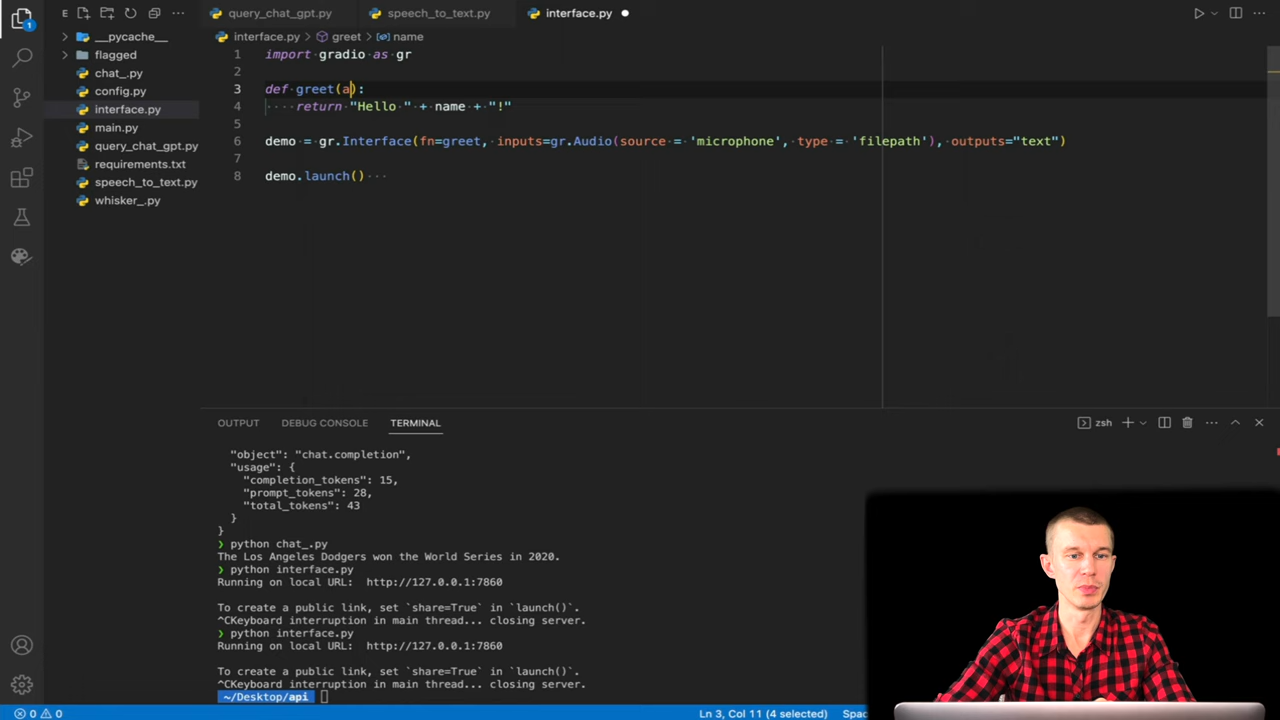 E
query_chat_gpt.py
speech_to_text.py
interface.py
1
interface.py > greet > name
__pycache__
flagged
chat_.py
config.py
interface.py
main.py
query_chat_gpt.py
requirements.txt
speech_to_text.py
whisker_.py
1 import gradio as gr
2
3 def greet(a):
4 ····return·"Hello·"·+·name·+·"!"
5
6 demo·=·gr.Interface(fn=greet,·inputs=gr.Audio(source·=·'microphone',·type·=·'filepath'),·outputs="text")
7
8 demo.launch()···
OUTPUT
DEBUG CONSOLE
TERMINAL
zsh
"object": "chat.completion",
"usage": {
"completion_tokens": 15,
"prompt_tokens": 28,
"total_tokens": 43
}
}
❯ python chat_.py
The Los Angeles Dodgers won the World Series in 2020.
❯ python interface.py
Running on local URL:  http://127.0.0.1:7860
To create a public link, set `share=True` in `launch()`.
^CKeyboard interruption in main thread... closing server.
❯ python interface.py
Running on local URL:  http://127.0.0.1:7860
To create a public link, set `share=True` in `launch()`.
^CKeyboard interruption in main thread... closing server.
~/Desktop/api
0 0
Ln 3, Col 11 (4 selected)
Spac